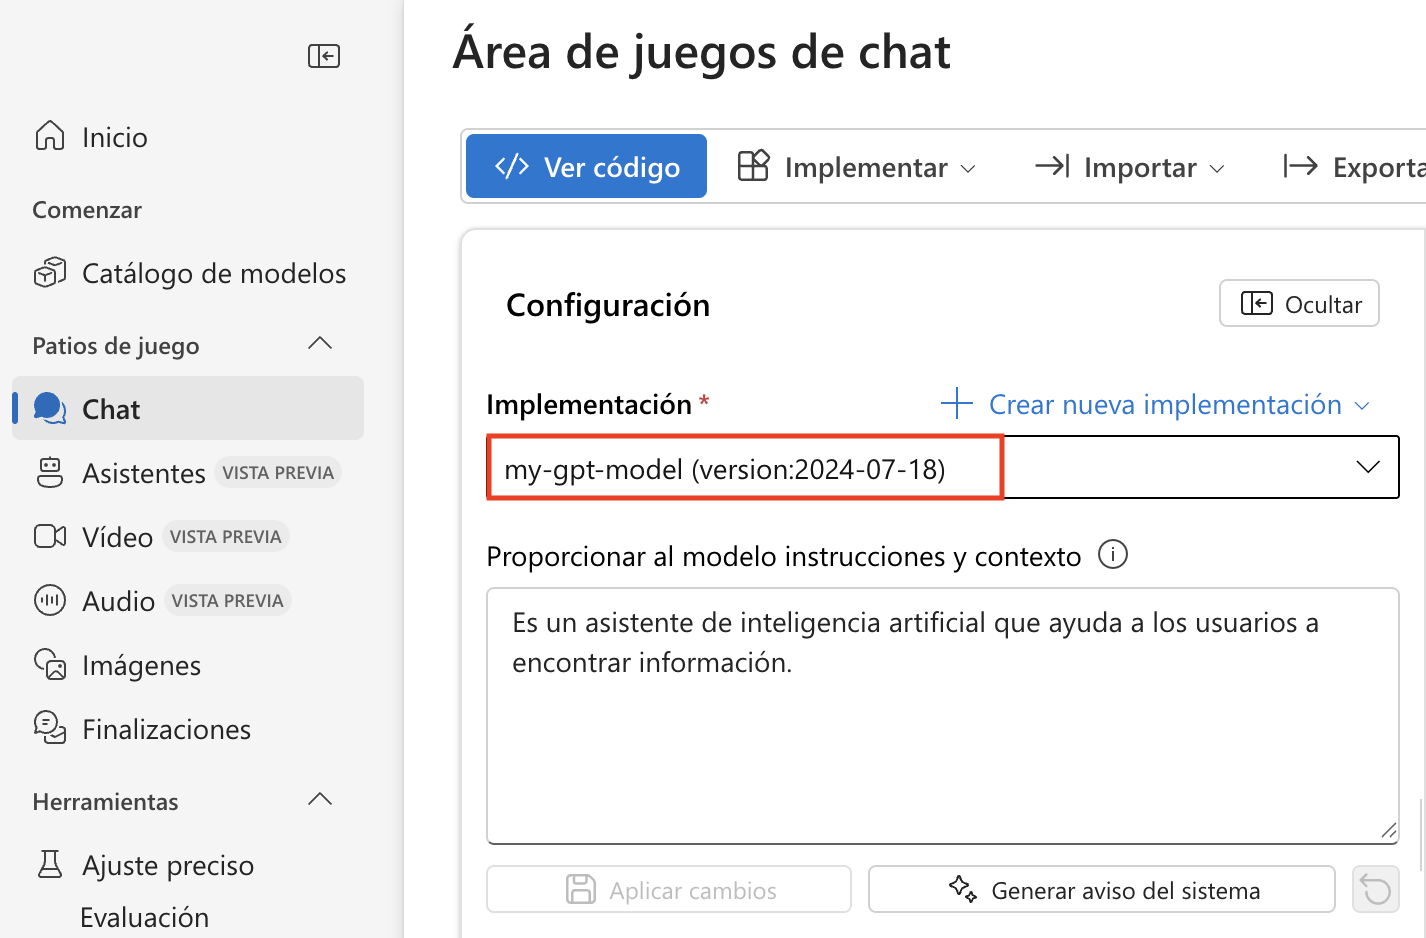 Inicio
Comenzar
Catálogo de modelos
Patios de juego
Chat
Asistentes VISTA PREVIA
Vídeo VISTA PREVIA
Audio VISTA PREVIA
Imágenes
Finalizaciones
Herramientas
Ajuste preciso
Evaluación
Área de juegos de chat
</> Ver código Implementar Importar Exporta
Configuración Ocultar
Implementación * Crear nueva implementación
my-gpt-model (version:2024-07-18)
Proporcionar al modelo instrucciones y contexto
Es un asistente de inteligencia artificial que ayuda a los usuarios a
encontrar información.
Aplicar cambios Generar aviso del sistema